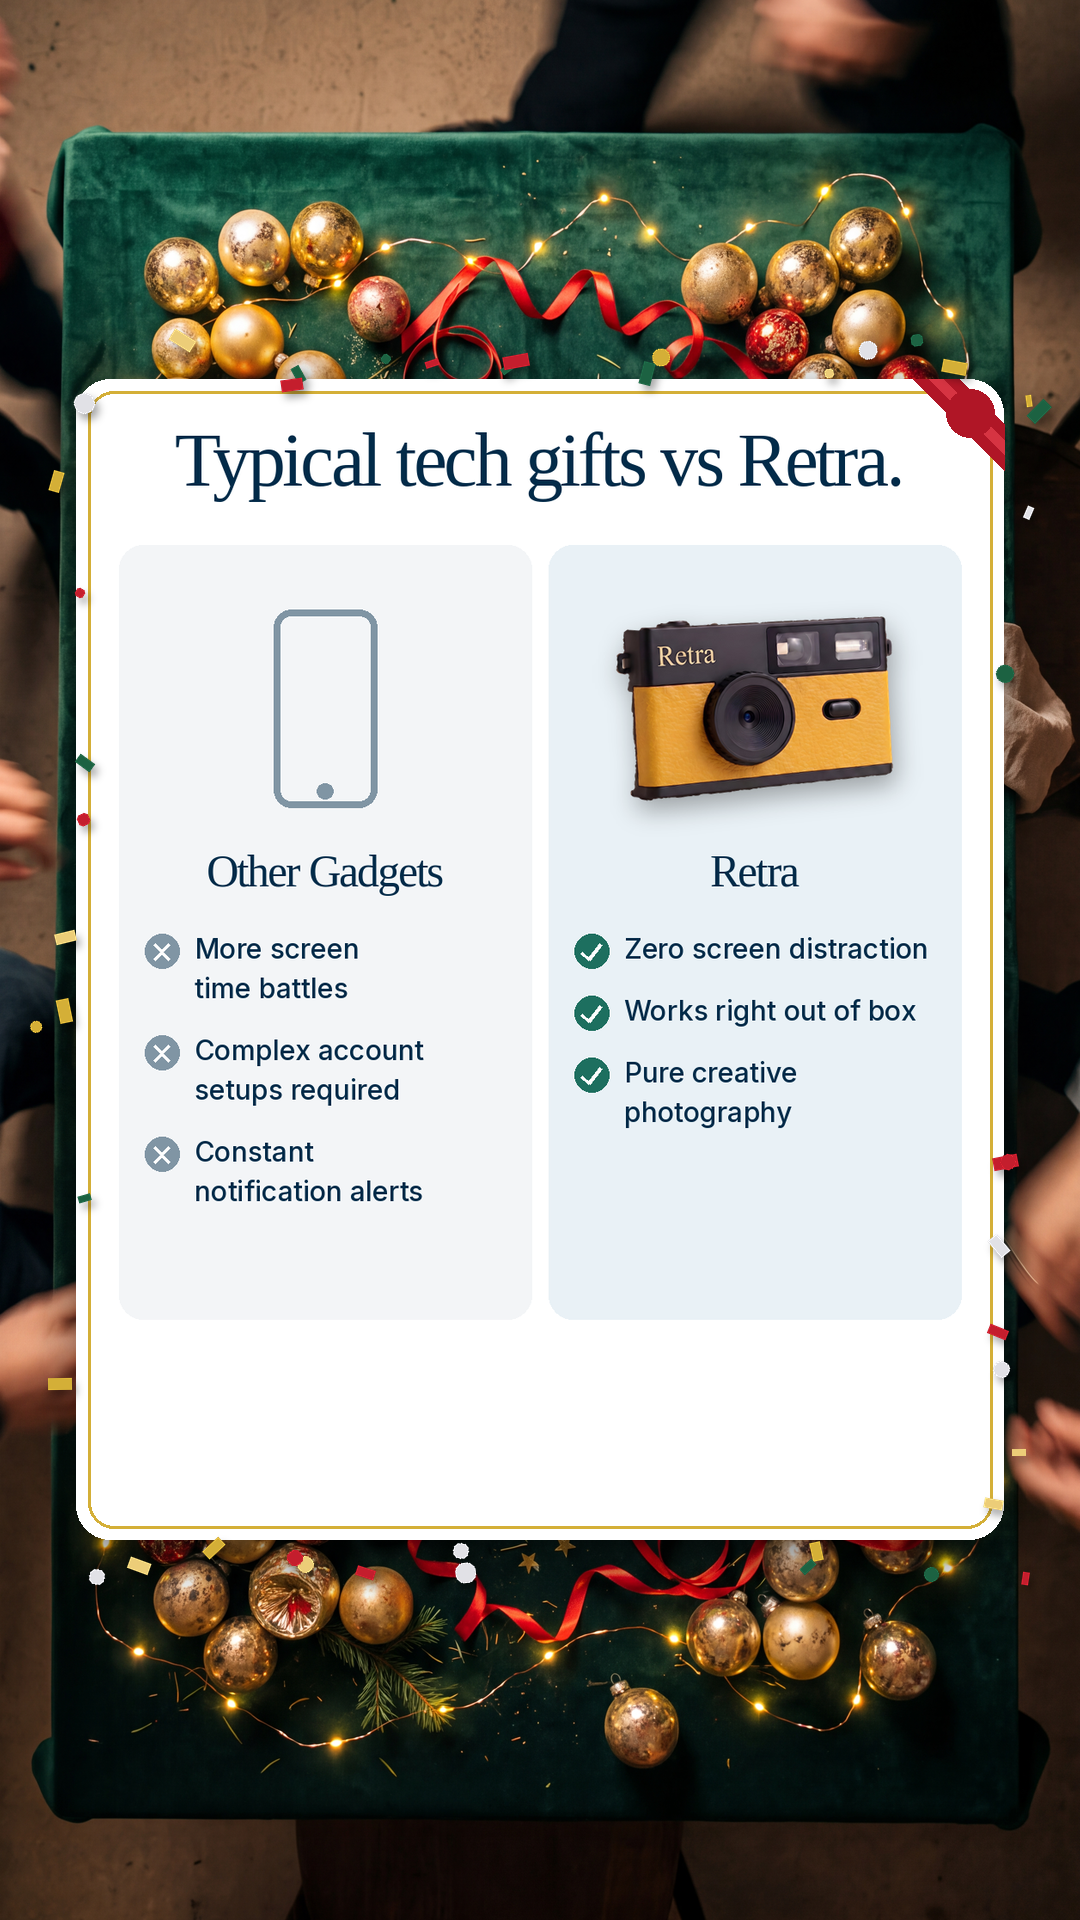 Typical tech gifts vs Retra.
Retra
Other Gadgets
More screen
time battles
Complex account
setups required
Constant
notification alerts
Retra
Zero screen distraction
Works right out of box
Pure creative
photography